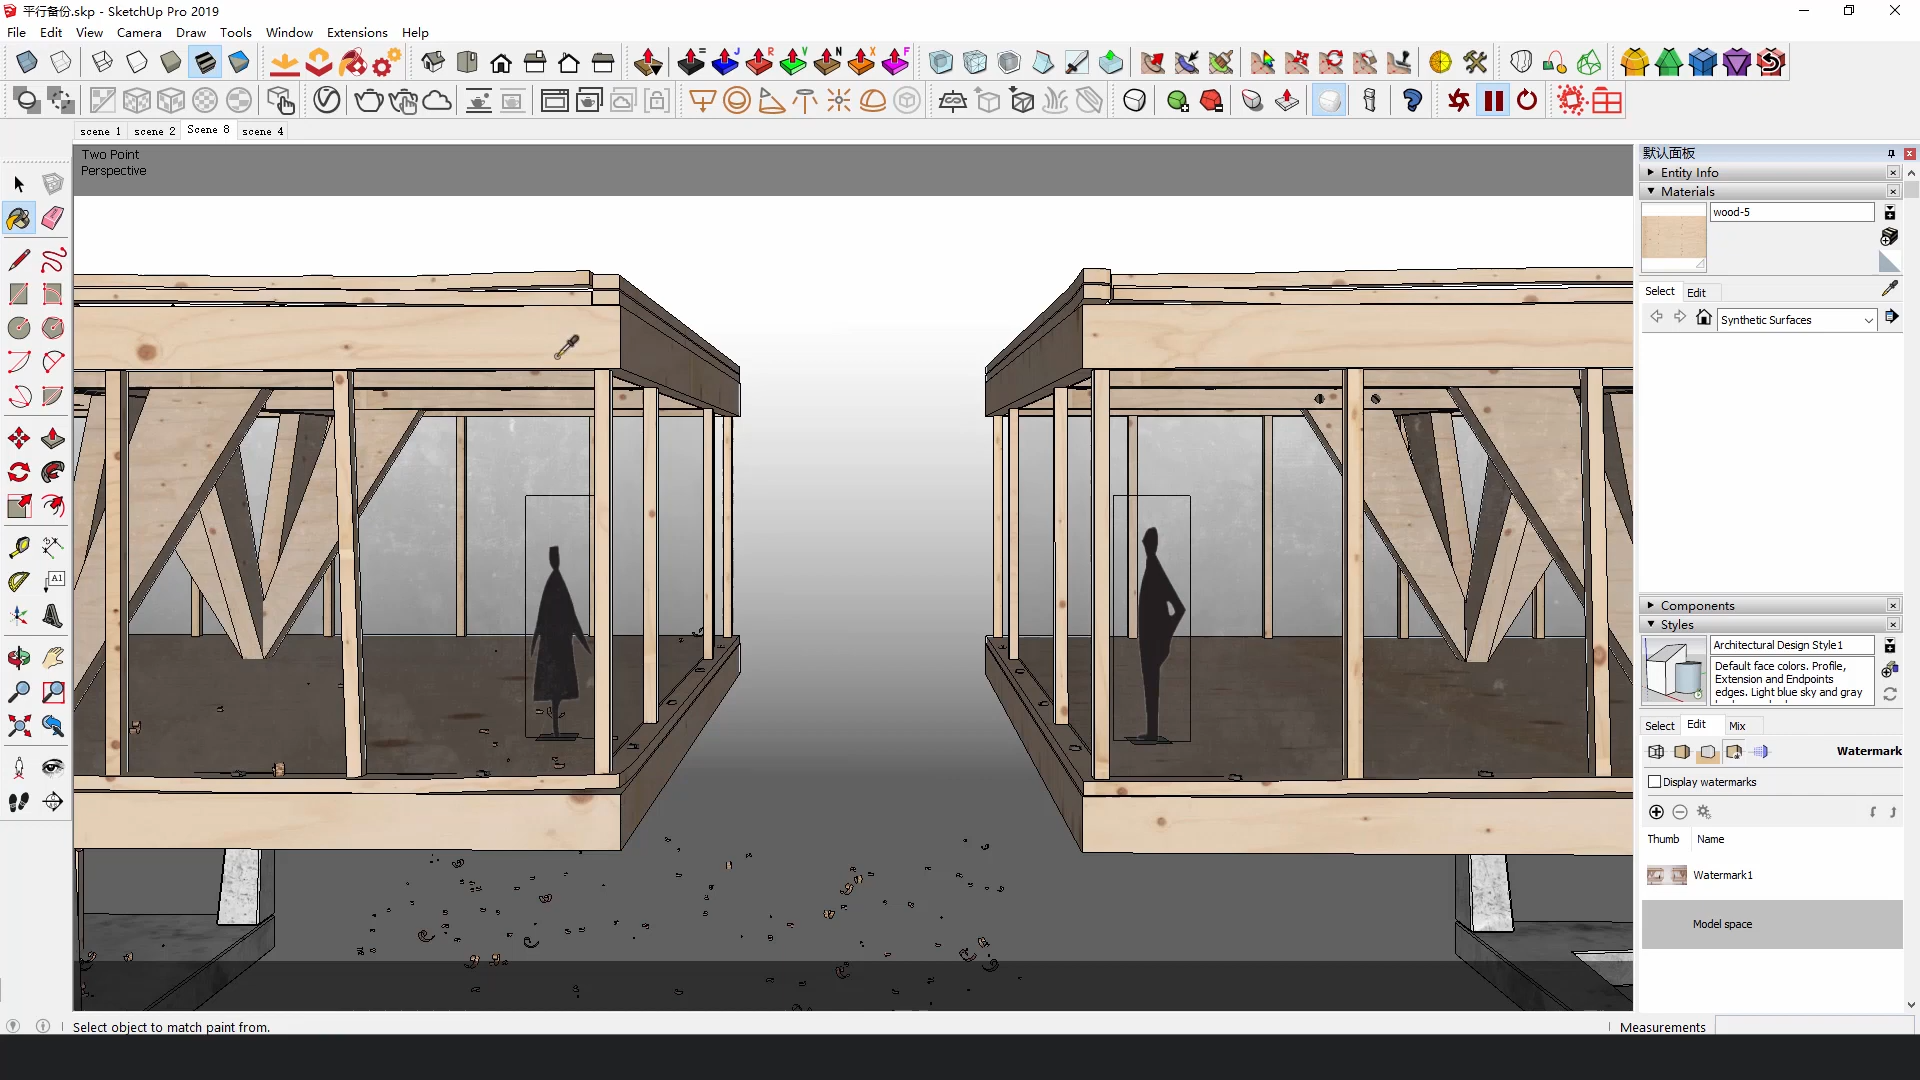 平行备份.skp - SketchUp Pro 2019
File Edit View Camera Draw Tools Window Extensions Help
= J R V N X F
scene 1 scene 2 Scene 8 scene 4
Two Point
Perspective
A1
默认面板
Entity Info
Materials
wood-5
Select Edit
Synthetic Surfaces
Components
Styles
Architectural Design Style1
Default face colors. Profile,
Extension and Endpoints
edges. Light blue sky and gray
Select Edit Mix
Watermark
Display watermarks
Thumb Name
Watermark1
Model space
Select object to match paint from.
Measurements